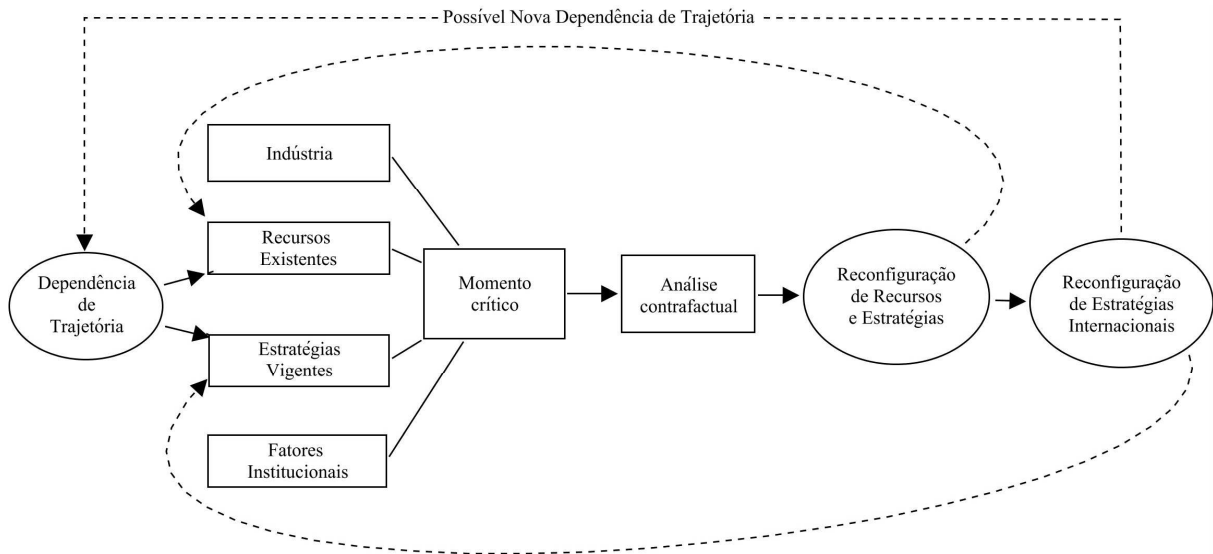 Possível Nova Dependência de Trajetória
Indústria
Recursos
Existentes
Dependência
de
Trajetória
Estratégias
Vigentes
Fatores
Institucionais
Momento
crítico
Análise
contrafactual
Reconfiguração
de Recursos
e Estratégias
Reconfiguração
de Estratégias
Internacionais